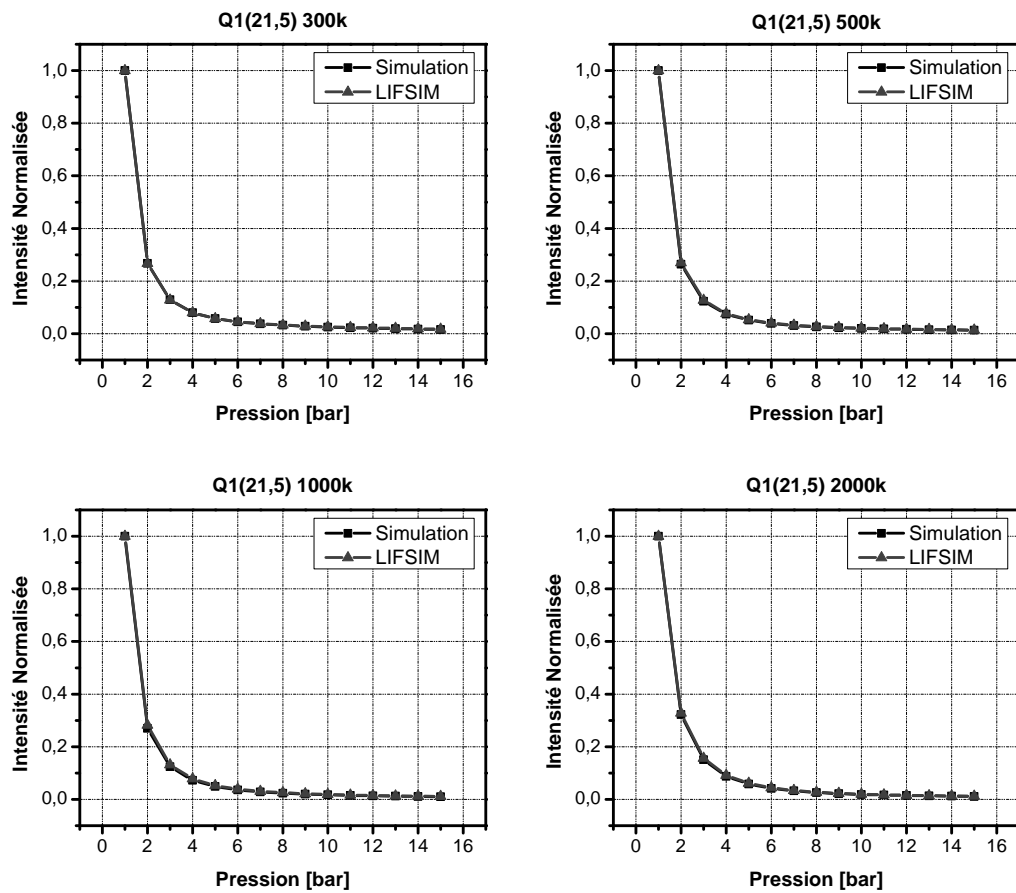 Q1(21,5) 300k
Intensité Normalisée
1,0
0,8
0,6
0,4
0,2
0,0
Simulation
LIFSIM
0 2 4 6 8 10 12 14 16
Pression [bar]
Q1(21,5) 500k
Intensité Normalisée
1,0
0,8
0,6
0,4
0,2
0,0
Simulation
LIFSIM
0 2 4 6 8 10 12 14 16
Pression [bar]
Q1(21,5) 1000k
Intensité Normalisée
1,0
0,8
0,6
0,4
0,2
0,0
Simulation
LIFSIM
0 2 4 6 8 10 12 14 16
Pression [bar]
Q1(21,5) 2000k
Intensité Normalisée
1,0
0,8
0,6
0,4
0,2
0,0
Simulation
LIFSIM
0 2 4 6 8 10 12 14 16
Pression [bar]